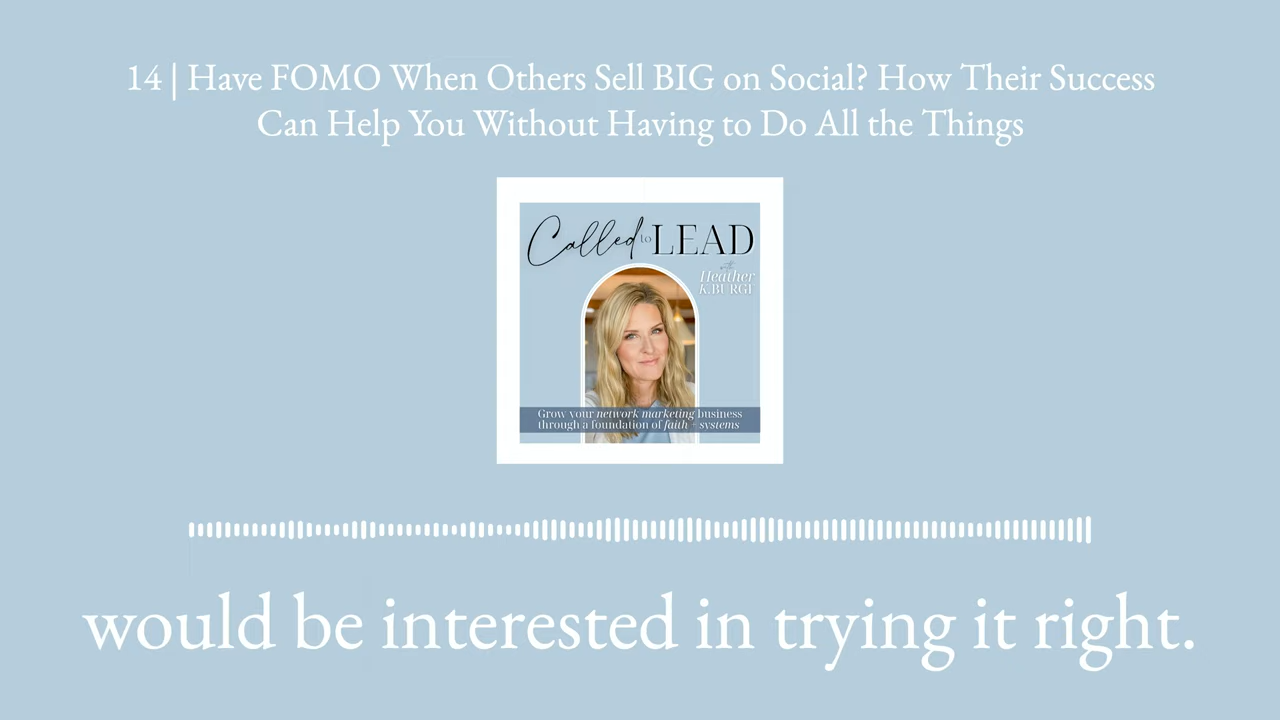 14 | Have FOMO When Others Sell BIG on Social? How Their Success
Can Help You Without Having to Do All the Things
Called to LEAD
with
Heather
K.BURGI
Grow your network marketing business
through a foundation of faith + systems
would be interested in trying it right.